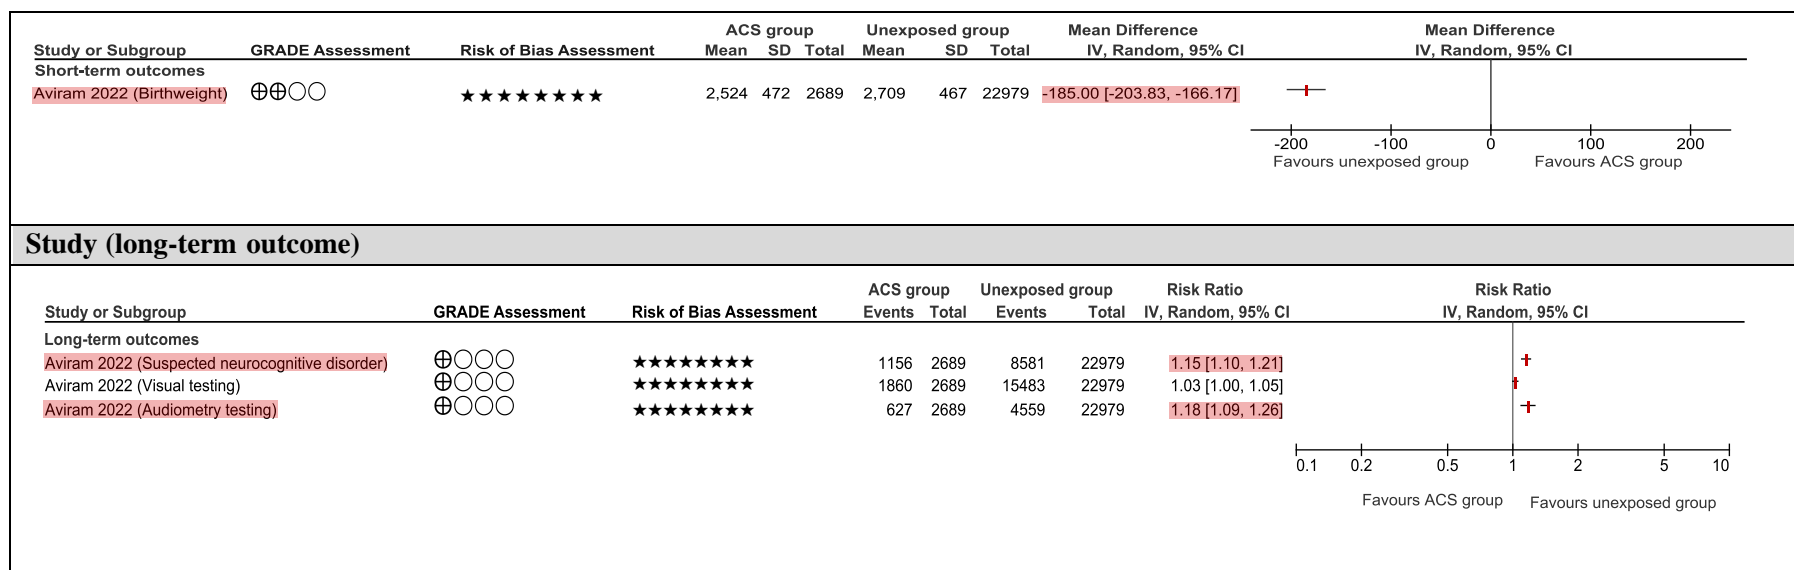 ACS group Unexposed group Mean Difference Mean Difference
Study or Subgroup GRADE Assessment Risk of Bias Assessment Mean SD Total Mean SD Total IV, Random, 95% CI IV, Random, 95% CI
Short-term outcomes
Aviram 2022 (Birthweight) ⊕⊕○○ ★★★★★★★★ 2,524 472 2689 2,709 467 22979 -185.00 [-203.83, -166.17]
-200 -100 0 100 200
Favours unexposed group Favours ACS group
Study (long-term outcome)
ACS group Unexposed group Risk Ratio Risk Ratio
Study or Subgroup GRADE Assessment Risk of Bias Assessment Events Total Events Total IV, Random, 95% CI IV, Random, 95% CI
Long-term outcomes
Aviram 2022 (Suspected neurocognitive disorder) ⊕○○○ ★★★★★★★★ 1156 2689 8581 22979 1.15 [1.10, 1.21]
Aviram 2022 (Visual testing) ⊕○○○ ★★★★★★★★ 1860 2689 15483 22979 1.03 [1.00, 1.05]
Aviram 2022 (Audiometry testing) ⊕○○○ ★★★★★★★★ 627 2689 4559 22979 1.18 [1.09, 1.26]
0.1 0.2 0.5 1 2 5 10
Favours ACS group Favours unexposed group